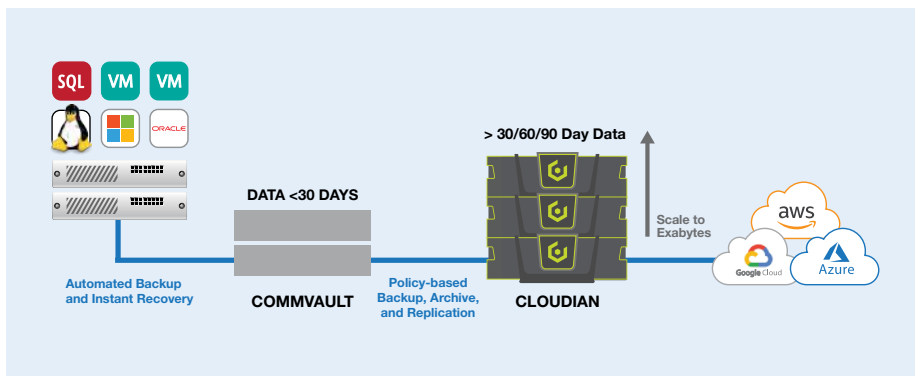 SQL
VM
VM
ORACLE
DATA <30 DAYS
> 30/60/90 Day Data
Scale to
Exabytes
aws
Google Cloud
Azure
Automated Backup
and Instant Recovery
COMMVAULT
Policy-based
Backup, Archive,
and Replication
CLOUDIAN